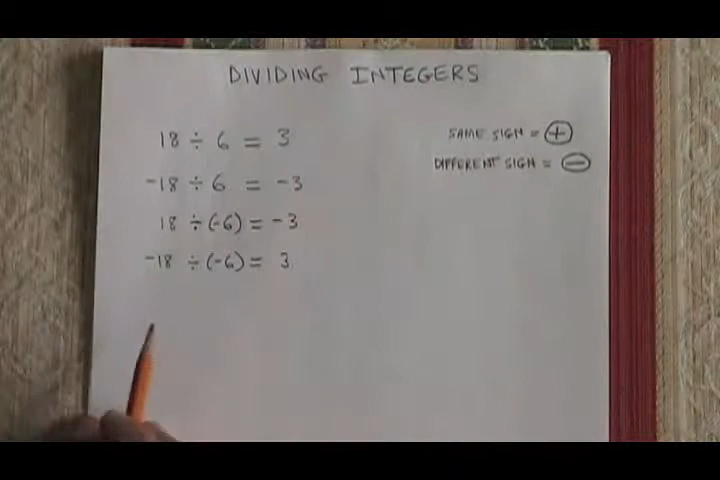 DIVIDING INTEGERS
18 ÷ 6 = 3
-18 ÷ 6 = -3
18 ÷ (-6) = -3
-18 ÷ (-6) = 3
SAME SIGN = +
DIFFERENT SIGN = -